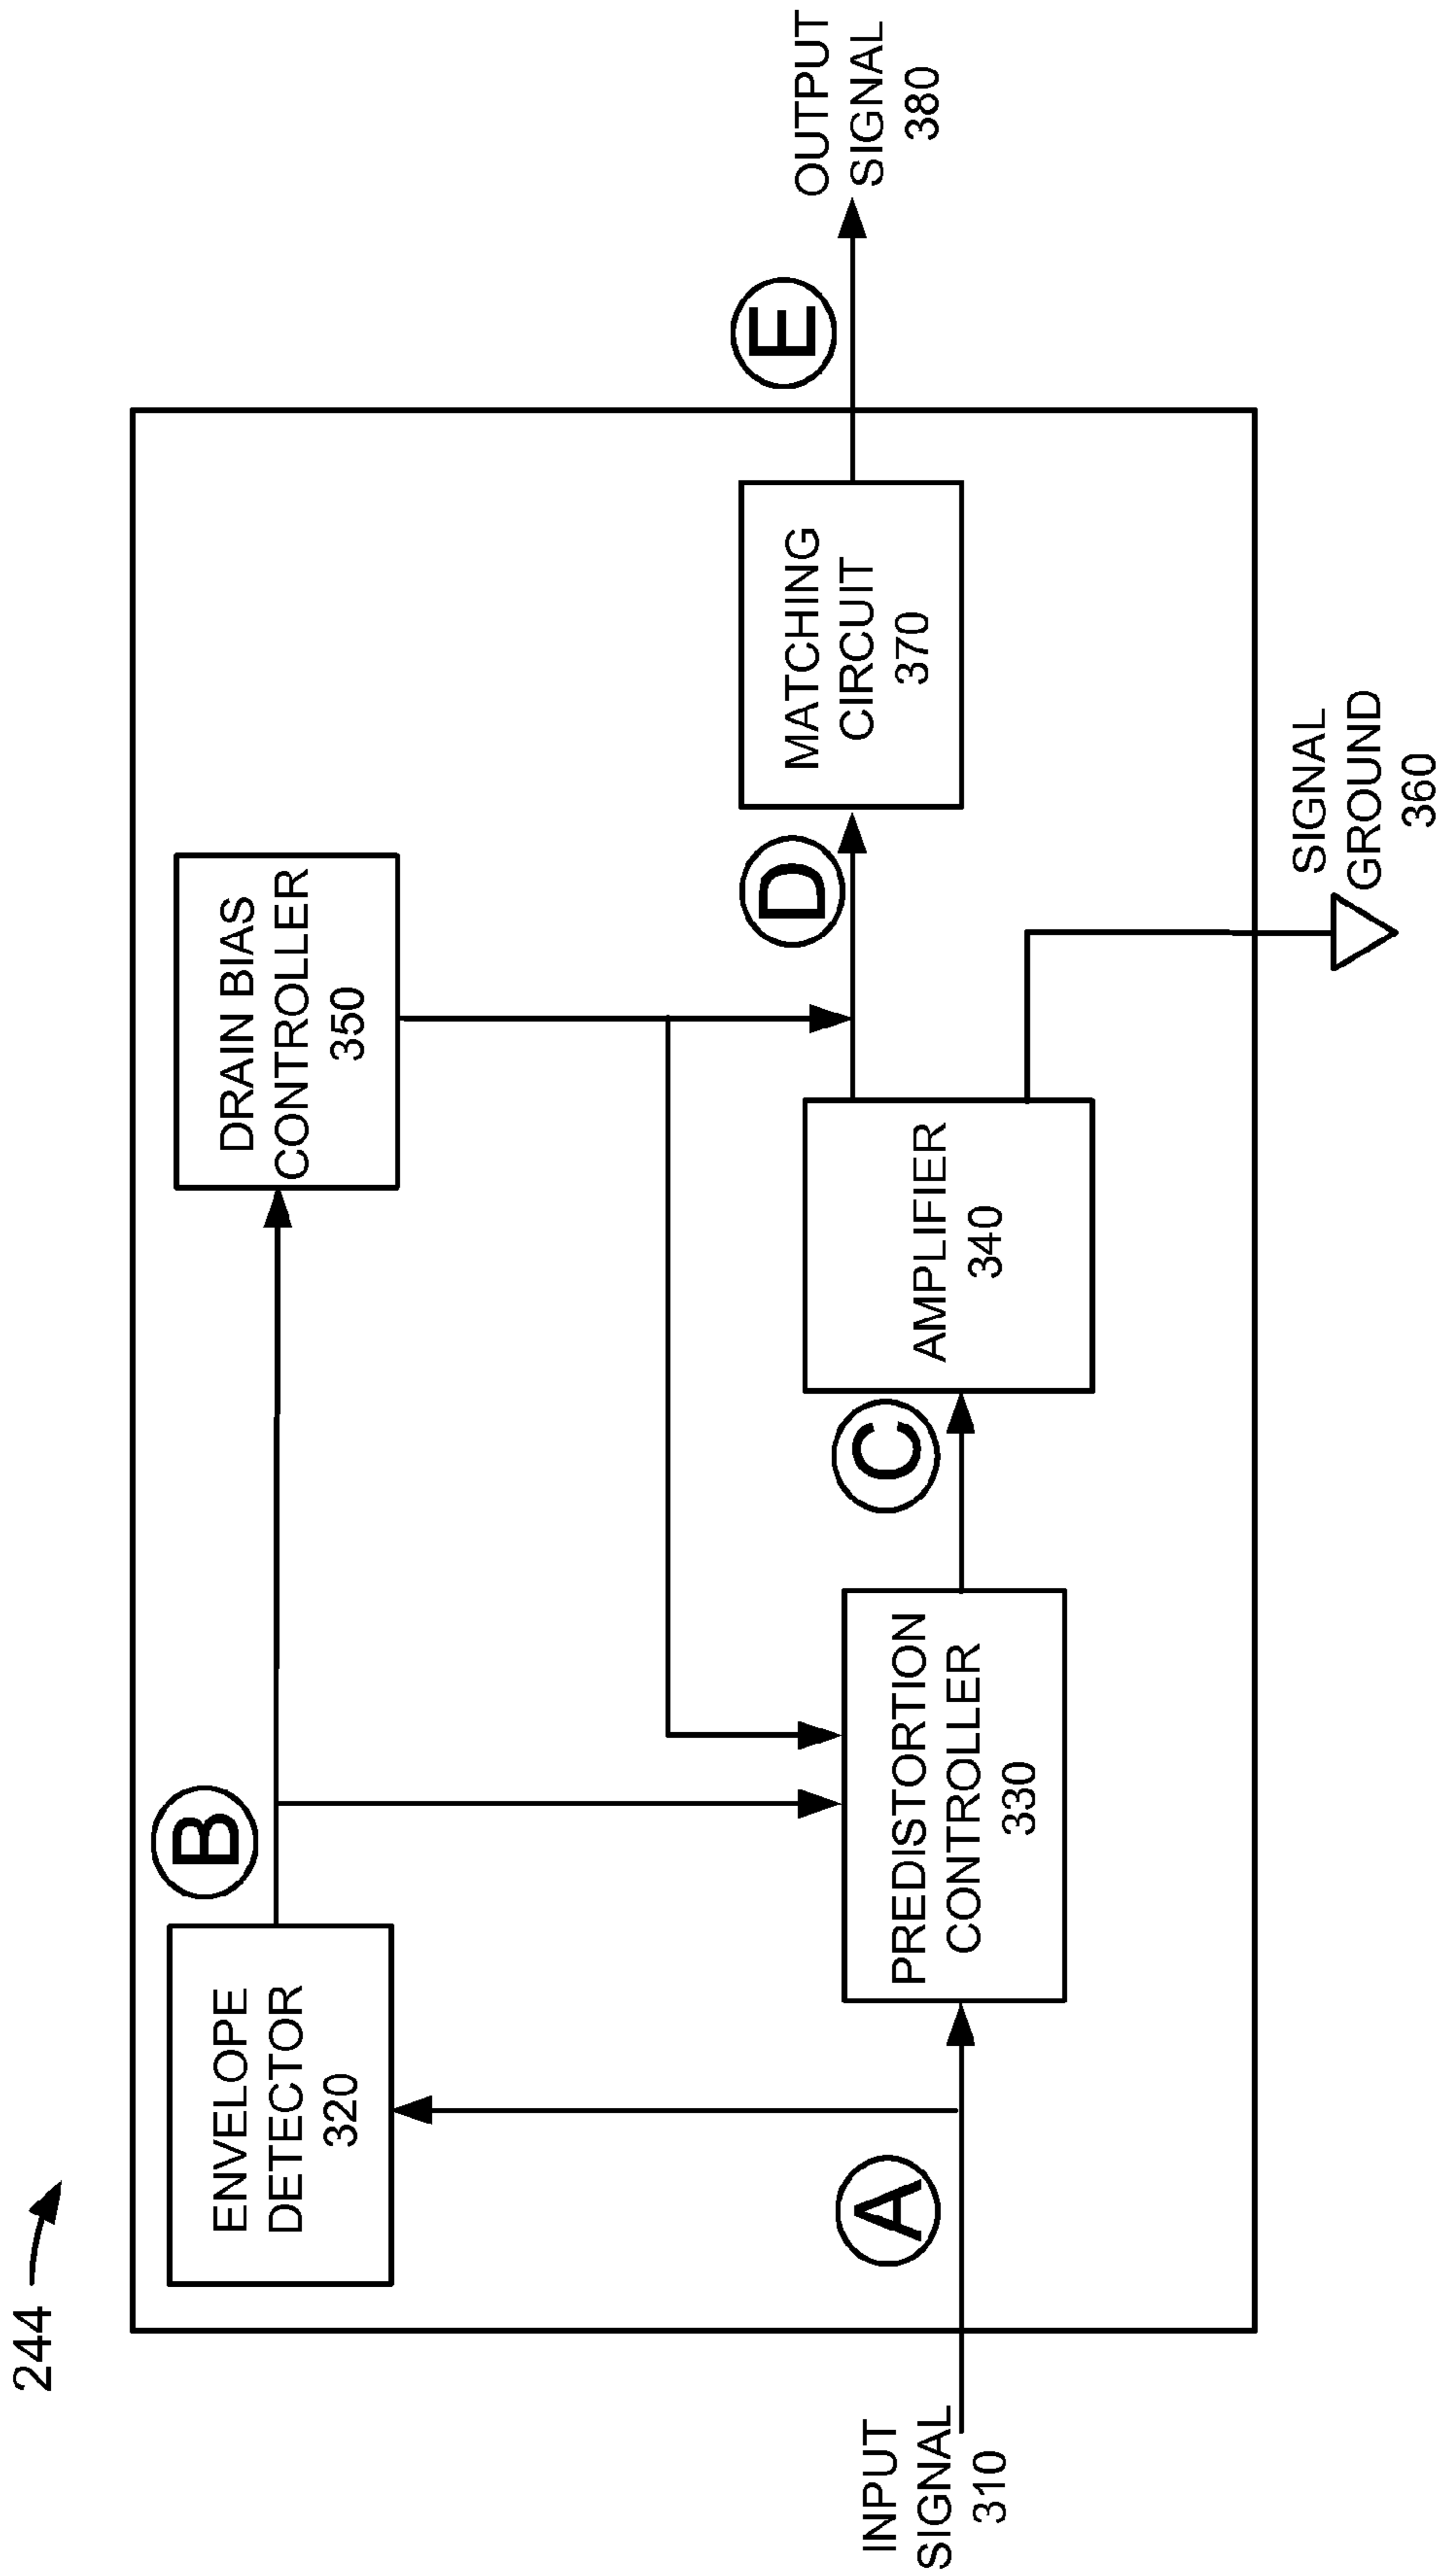 244
ENVELOPE
DETECTOR
320
B
DRAIN BIAS
CONTROLLER
350
INPUT
SIGNAL
310
A
PREDISTORTION
CONTROLLER
330
C
AMPLIFIER
340
D
MATCHING
CIRCUIT
370
E
OUTPUT
SIGNAL
380
SIGNAL
GROUND
360